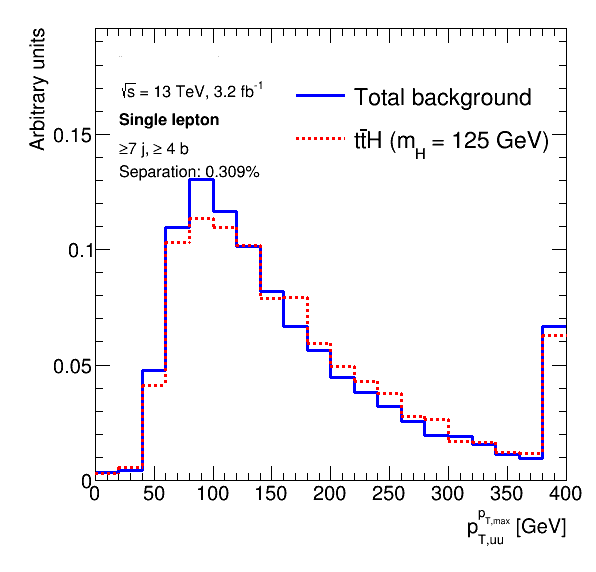 Arbitrary units
√s = 13 TeV, 3.2 fb⁻¹
Single lepton
≥7 j, ≥ 4 b
Separation: 0.309%
Total background
tt̄H (m_H = 125 GeV)
0.15
0.1
0.05
0
0 50 100 150 200 250 300 350 400
p_{T,uu}^{p_{T,max}} [GeV]